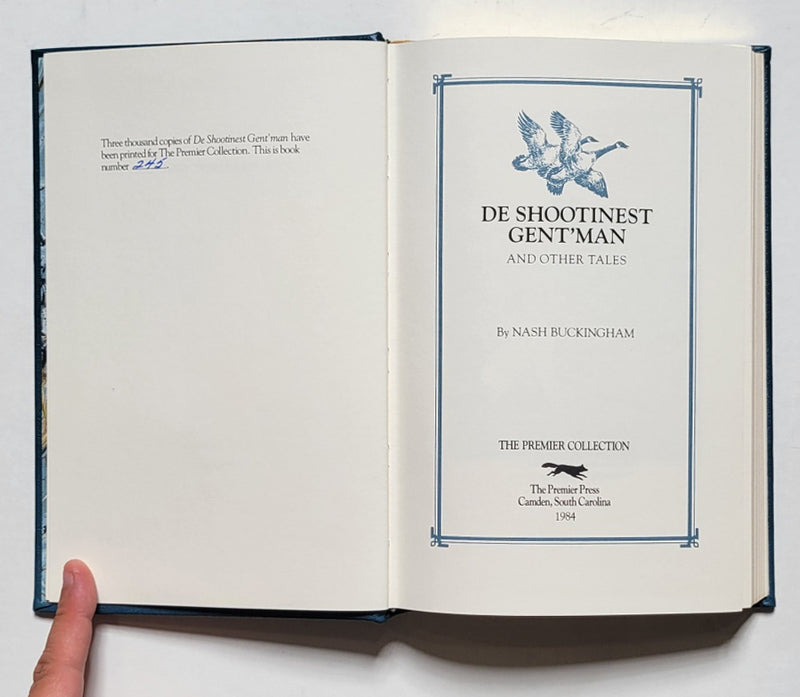 Three thousand copies of De Shootinest Gent'man have
been printed for The Premier Collection. This is book
number 245.
DE SHOOTINEST
GENT'MAN
AND OTHER TALES
By NASH BUCKINGHAM
THE PREMIER COLLECTION
The Premier Press
Camden, South Carolina
1984